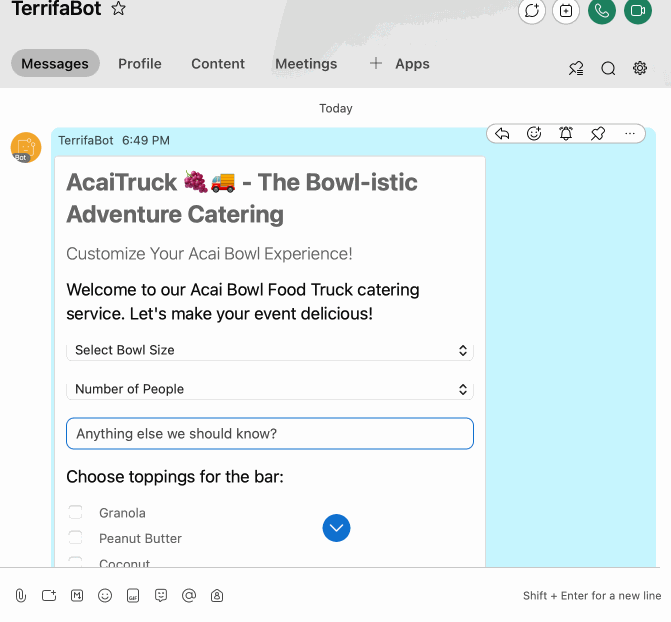 TerrifaBot
Messages Profile Content Meetings + Apps
Today
TerrifaBot 6:49 PM
Bot
AcaiTruck 🍇🚚 - The Bowl-istic
Adventure Catering
Customize Your Acai Bowl Experience!
Welcome to our Acai Bowl Food Truck catering
service. Let's make your event delicious!
Select Bowl Size
Number of People
Anything else we should know?
Choose toppings for the bar:
Granola
Peanut Butter
Coconut
GIF
Shift + Enter for a new line